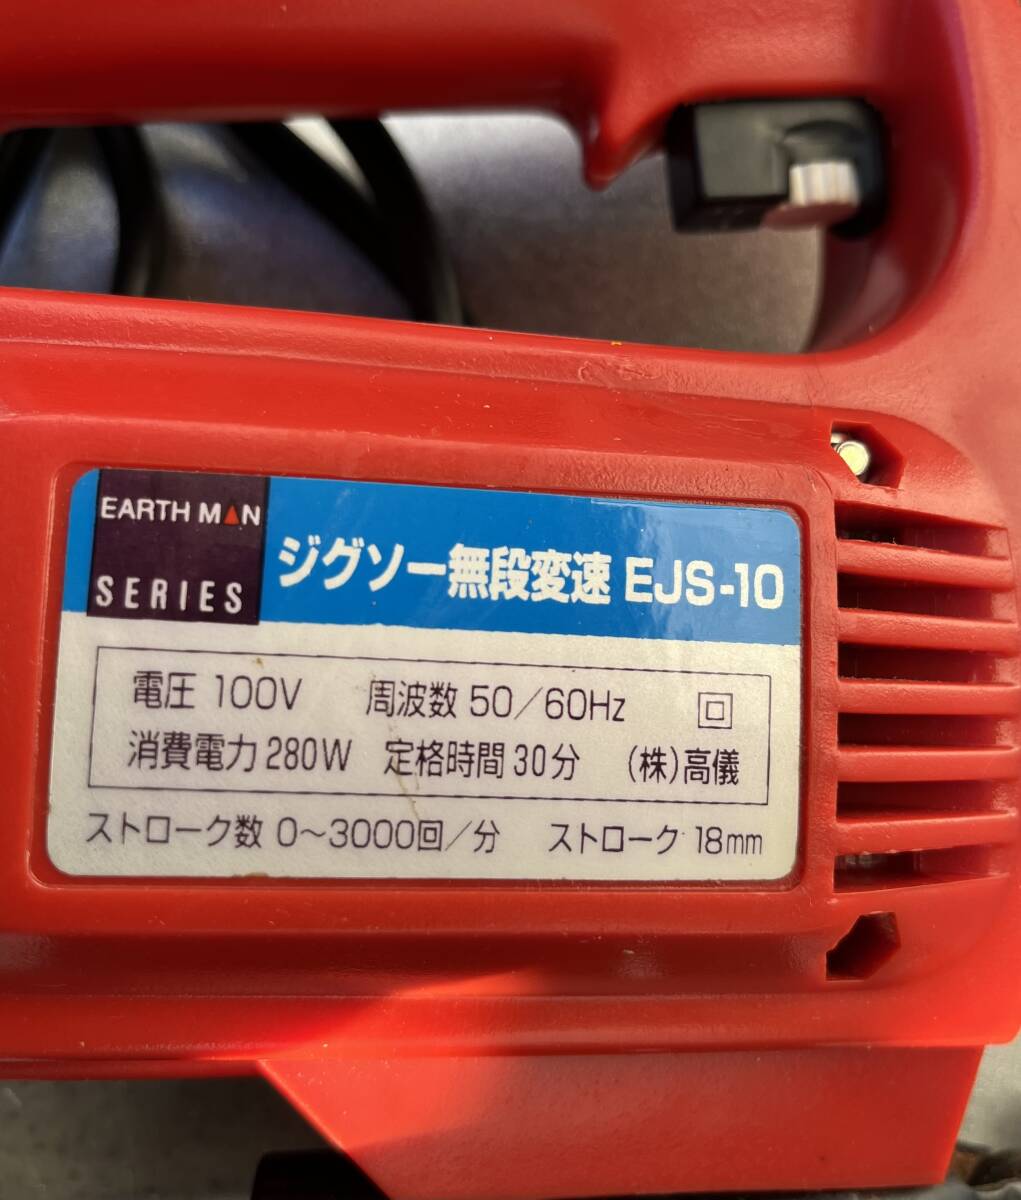 EARTH MAN
SERIES
ジグソー無段変速 EJS-10
電圧 100V 周波数 50/60Hz
消費電力 280W 定格時間 30分 (株)高儀
ストローク数 0～3000回/分 ストローク 18mm